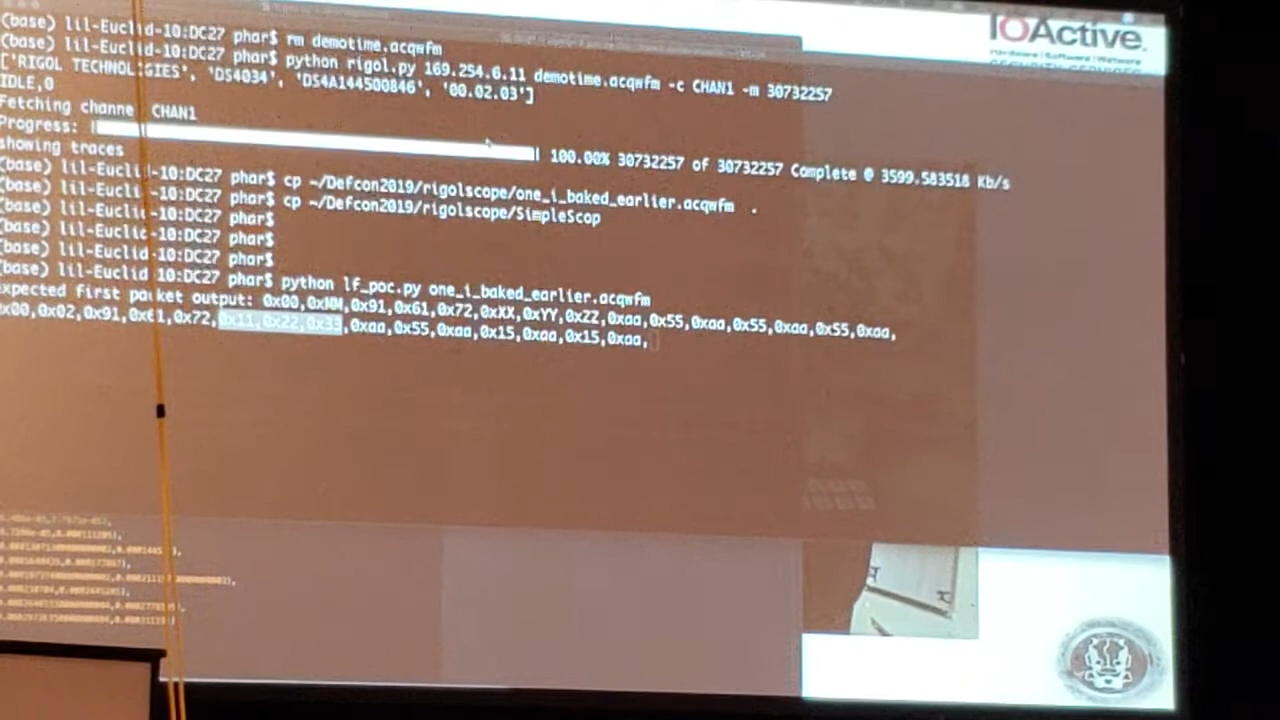 (base) lil-Euclid-10:DC27 phar$ rm demotime.acqwfm
(base) lil-Euclid-10:DC27 phar$ python rigol.py 169.254.6.11 demotime.acqwfm -c CHAN1 -m 30732257
['RIGOL TECHNOLOGIES', 'DS4034', 'DS4A144500846', '00.02.03']
IDLE,0
Fetching channel CHAN1
Progress: | | 100.00% 30732257 of 30732257 Complete @ 3599.583518 Kb/s
showing traces
(base) lil-Euclid-10:DC27 phar$ cp ~/Defcon2019/rigolscope/one_i_baked_earlier.acqwfm .
(base) lil-Euclid-10:DC27 phar$ cp ~/Defcon2019/rigolscope/SimpleScop
(base) lil-Euclid-10:DC27 phar$
(base) lil-Euclid-10:DC27 phar$
(base) lil-Euclid-10:DC27 phar$
(base) lil-Euclid-10:DC27 phar$ python lf_poc.py one_i_baked_earlier.acqwfm
expected first packet output: 0x00,0xNN,0x91,0x61,0x72,0xXX,0xYY,0xZZ,0xaa,0x55,0xaa,0x55,0xaa,0x55,0xaa,
0x00,0x02,0x91,0x61,0x72,0x11,0x22,0x33,0xaa,0x55,0xaa,0x15,0xaa,0x15,0xaa,
IOActive.
Hardware | Software | Wetware
SECURITY SERVICES